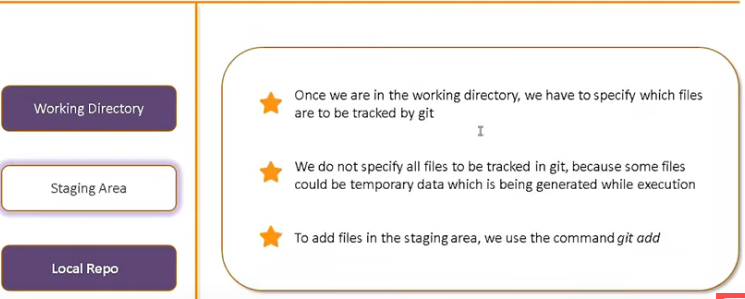 Working Directory
Staging Area
Local Repo
Once we are in the working directory, we have to specify which files
are to be tracked by git
We do not specify all files to be tracked in git, because some files
could be temporary data which is being generated while execution
To add files in the staging area, we use the command git add